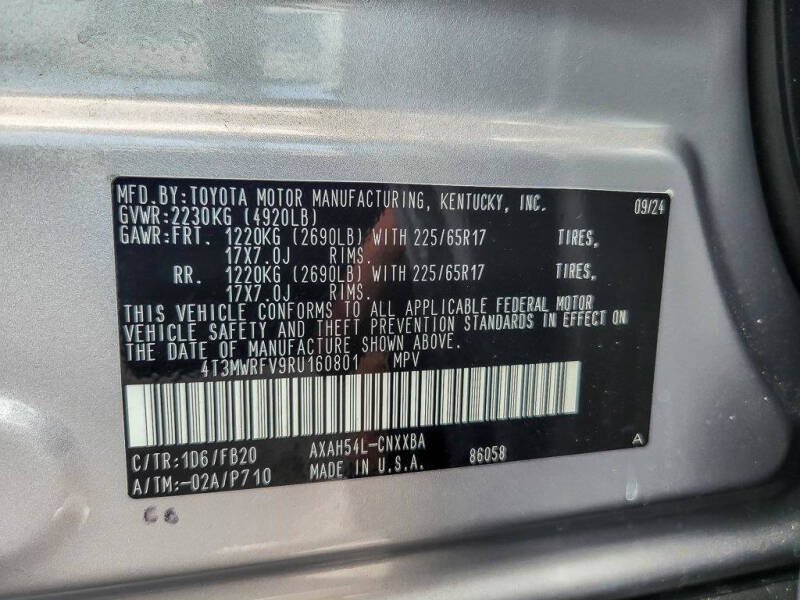 MFD.BY:TOYOTA MOTOR MANUFACTURING, KENTUCKY, INC. 09/24
GVWR:2230KG (4920LB)
GAWR:FRT. 1220KG (2690LB) WITH 225/65R17 TIRES,
17X7.0J RIMS.
RR. 1220KG (2690LB) WITH 225/65R17 TIRES,
17X7.0J RIMS.
THIS VEHICLE CONFORMS TO ALL APPLICABLE FEDERAL MOTOR
VEHICLE SAFETY AND THEFT PREVENTION STANDARDS IN EFFECT ON
THE DATE OF MANUFACTURE SHOWN ABOVE.
4T3MWRFV9RU160801 MPV
C/TR:1D6/FB20 AXAH54L-CNXXBA A
A/TM:-02A/P710 MADE IN U.S.A. 86058